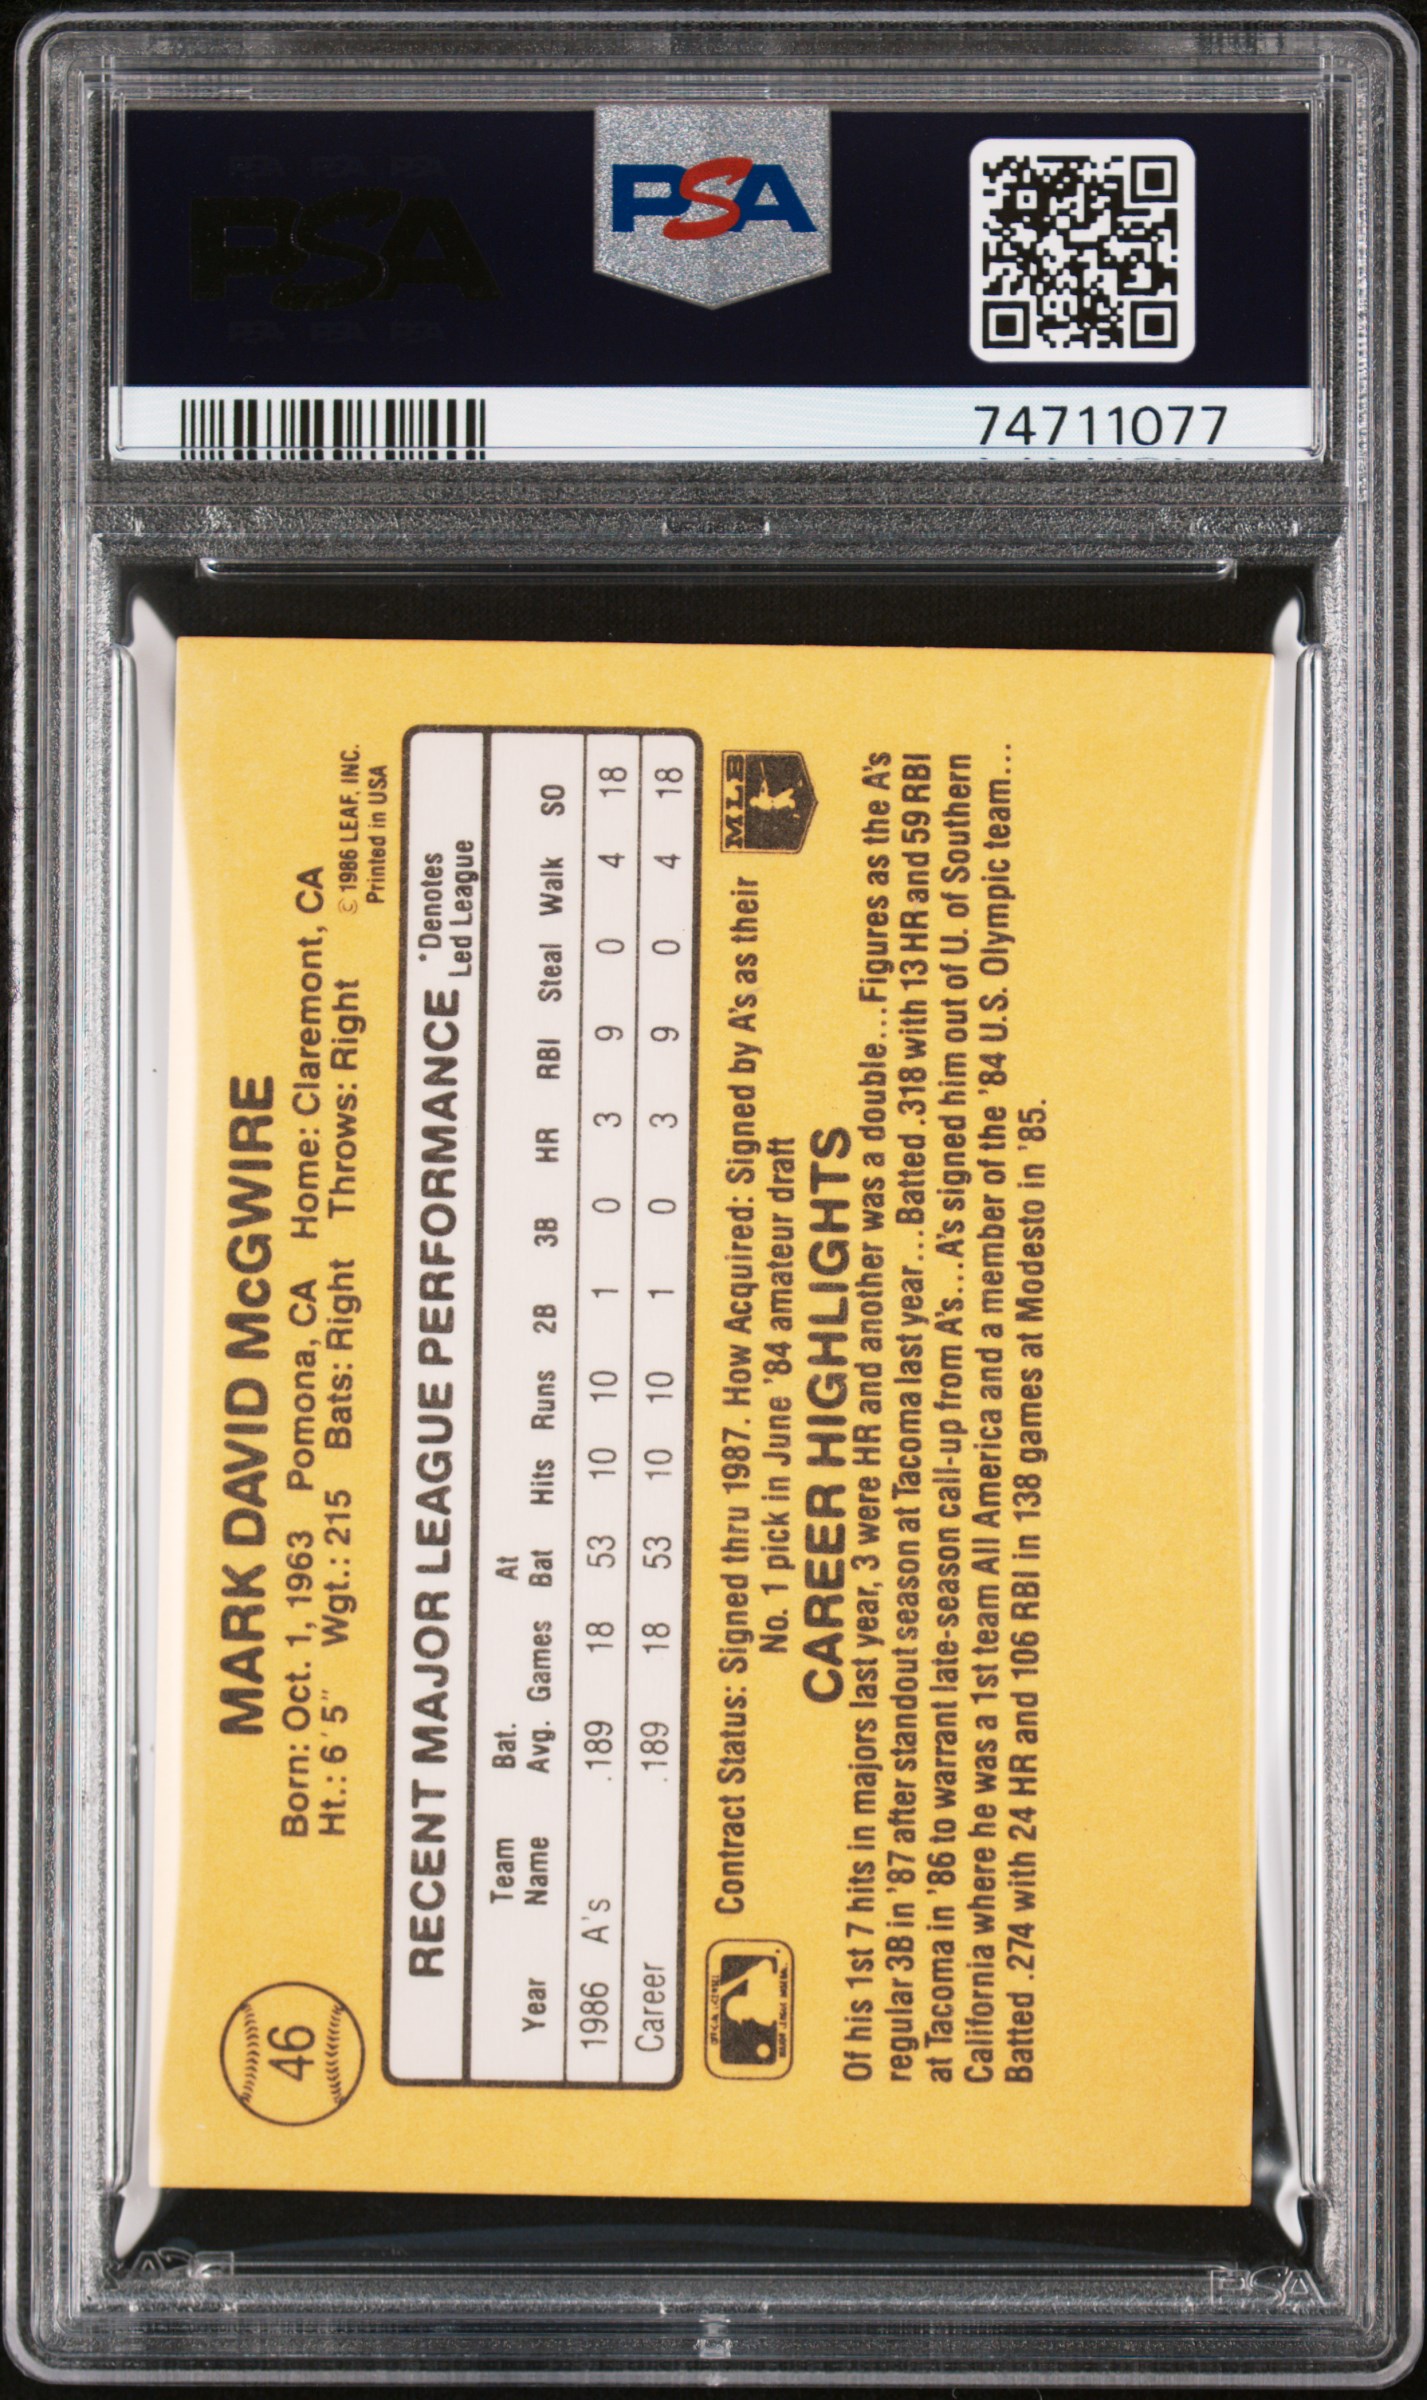 PSA
PSA
74711077
46
MARK DAVID McGWIRE
Born: Oct. 1, 1963 Pomona, CA Home: Claremont, CA
Ht.: 6' 5" Wgt.: 215 Bats: Right Throws: Right
© 1986 LEAF, INC.
Printed in USA
RECENT MAJOR LEAGUE PERFORMANCE
*Denotes
Led League
Year Team Name Bat. Avg. Games At Bat Hits Runs 2B 3B HR RBI Steal Walk SO
1986 A's .189 18 53 10 10 1 0 3 9 0 4 18
Career .189 18 53 10 10 1 0 3 9 0 4 18
Contract Status: Signed thru 1987. How Acquired: Signed by A's as their
No. 1 pick in June '84 amateur draft
MLB
CAREER HIGHLIGHTS
Of his 1st 7 hits in majors last year, 3 were HR and another was a double...Figures as the A's
regular 3B in '87 after standout season at Tacoma last year...Batted .318 with 13 HR and 59 RBI
at Tacoma in '86 to warrant late-season call-up from A's...A's signed him out of U. of Southern
California where he was a 1st team All America and a member of the '84 U.S. Olympic team...
Batted .274 with 24 HR and 106 RBI in 138 games at Modesto in '85.
PSA